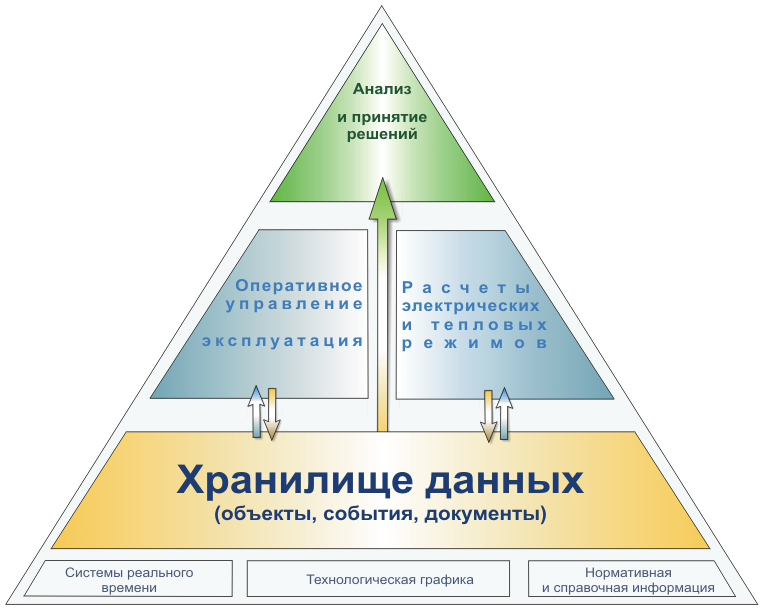 Анализ
и принятие
решений
Оперативное
управление
эксплуатация
Расчеты
электрических
и тепловых
режимов
Хранилище данных
(объекты, события, документы)
Системы реального
времени
Технологическая графика
Нормативная
и справочная информация